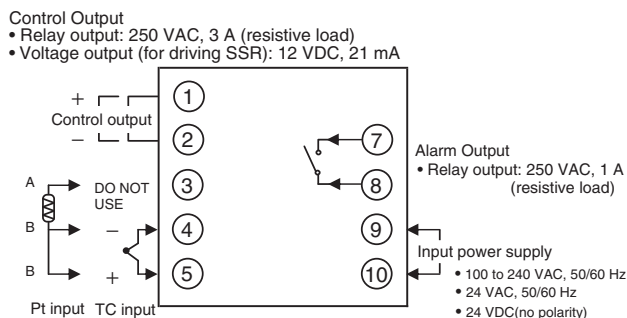 Control Output
• Relay output: 250 VAC, 3 A (resistive load)
• Voltage output (for driving SSR): 12 VDC, 21 mA
+
Control output
−
1
2
3
4
5
7
8
9
10
A
B
B
DO NOT
USE
−
+
Pt input TC input
Alarm Output
• Relay output: 250 VAC, 1 A
(resistive load)
Input power supply
• 100 to 240 VAC, 50/60 Hz
• 24 VAC, 50/60 Hz
• 24 VDC(no polarity)